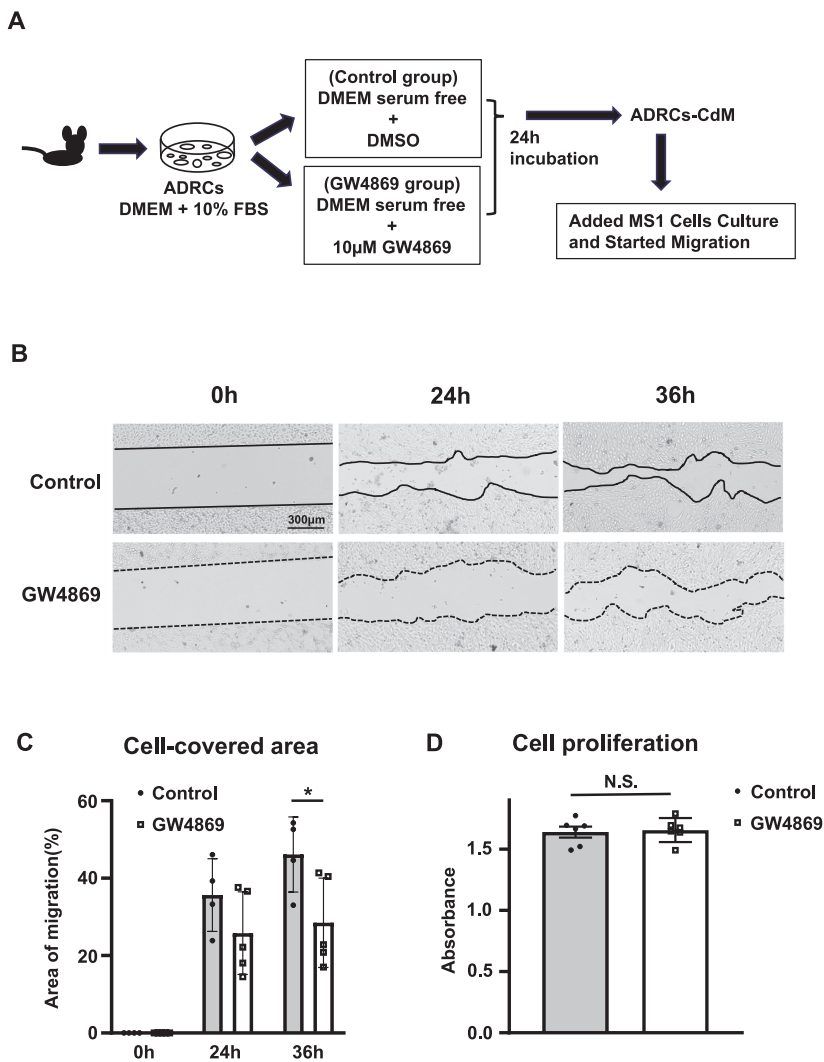 A
(Control group)
DMEM serum free
+
DMSO
ADRCs
DMEM + 10% FBS
(GW4869 group)
DMEM serum free
+
10μM GW4869
24h
incubation
ADRCs-CdM
Added MS1 Cells Culture
and Started Migration
B
0h
24h
36h
Control
300μm
GW4869
C
Cell-covered area
Control
GW4869
*
Area of migration(%)
60
40
20
0
0h
24h
36h
D
Cell proliferation
N.S.
Control
GW4869
Absorbance
1.5
1.0
0.5
0.0